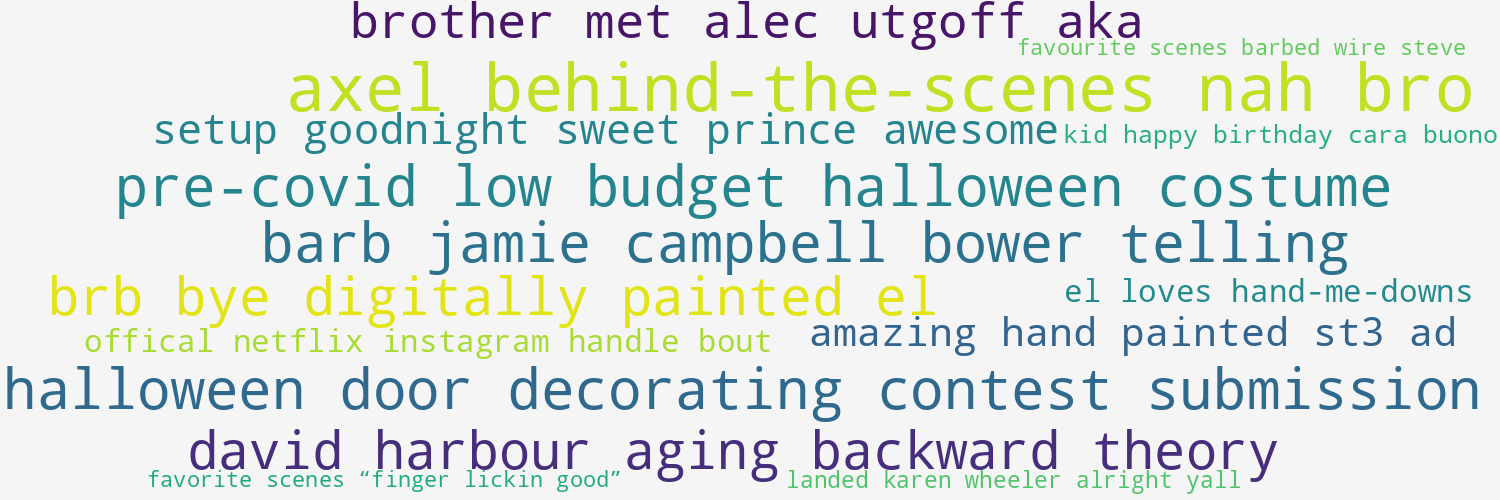 brother met alec utgoff aka
favourite scenes barbed wire steve
axel behind-the-scenes nah bro
setup goodnight sweet prince awesome
kid happy birthday cara buono
pre-covid low budget halloween costume
barb jamie campbell bower telling
brb bye digitally painted el
el loves hand-me-downs
offical netflix instagram handle bout
amazing hand painted st3 ad
halloween door decorating contest submission
david harbour aging backward theory
favorite scenes “finger lickin good”
landed karen wheeler alright yall